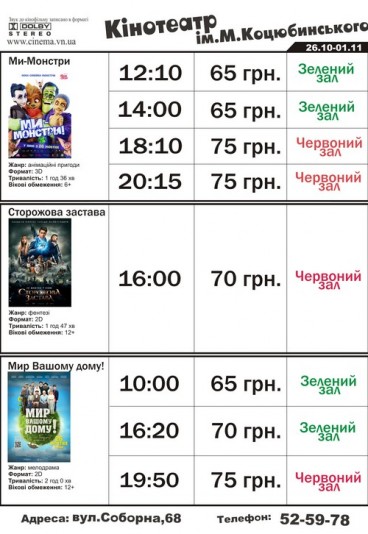 Звук до кінофільму записано в форматі
DOLBY
STEREO
www.cinema.vn.ua
Кінотеатр
ім.М.Коцюбинського
26.10-01.11
Ми-Монстри
МИ-МОНСТРИ!
Жанр: анімаційні пригоди
Формат: 3D
Тривалість: 1 год 36 хв
Вікові обмеження: 6+
12:10 65 грн. Зелений зал
14:00 65 грн. Зелений зал
18:10 75 грн. Червоний зал
20:15 75 грн. Червоний зал
Сторожова застава
СТОРОЖОВА
ЗАСТАВА
Жанр: фентезі
Формат: 2D
Тривалість: 1 год 47 хв
Вікові обмеження: 12+
16:00 70 грн. Червоний зал
Мир Вашому дому!
МИР
ВАШОМУ
ДОМУ!
Жанр: мелодрама
Формат: 2D
Тривалість: 2 год 0 хв
Вікові обмеження: 12+
10:00 65 грн. Зелений зал
16:20 70 грн. Зелений зал
19:50 75 грн. Червоний зал
Адреса: вул.Соборна,68
Телефон: 52-59-78